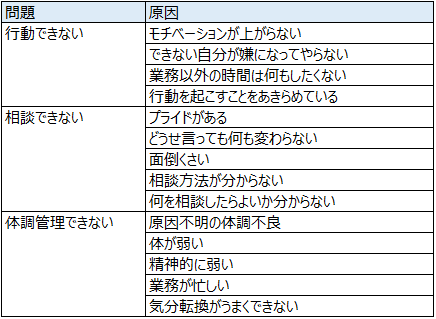 問題 原因
行動できない モチベーションが上がらない
できない自分が嫌になってやらない
業務以外の時間は何もしたくない
行動を起こすことをあきらめている
相談できない プライドがある
どうせ言っても何も変わらない
面倒くさい
相談方法が分からない
何を相談したらよいか分からない
体調管理できない 原因不明の体調不良
体が弱い
精神的に弱い
業務が忙しい
気分転換がうまくできない